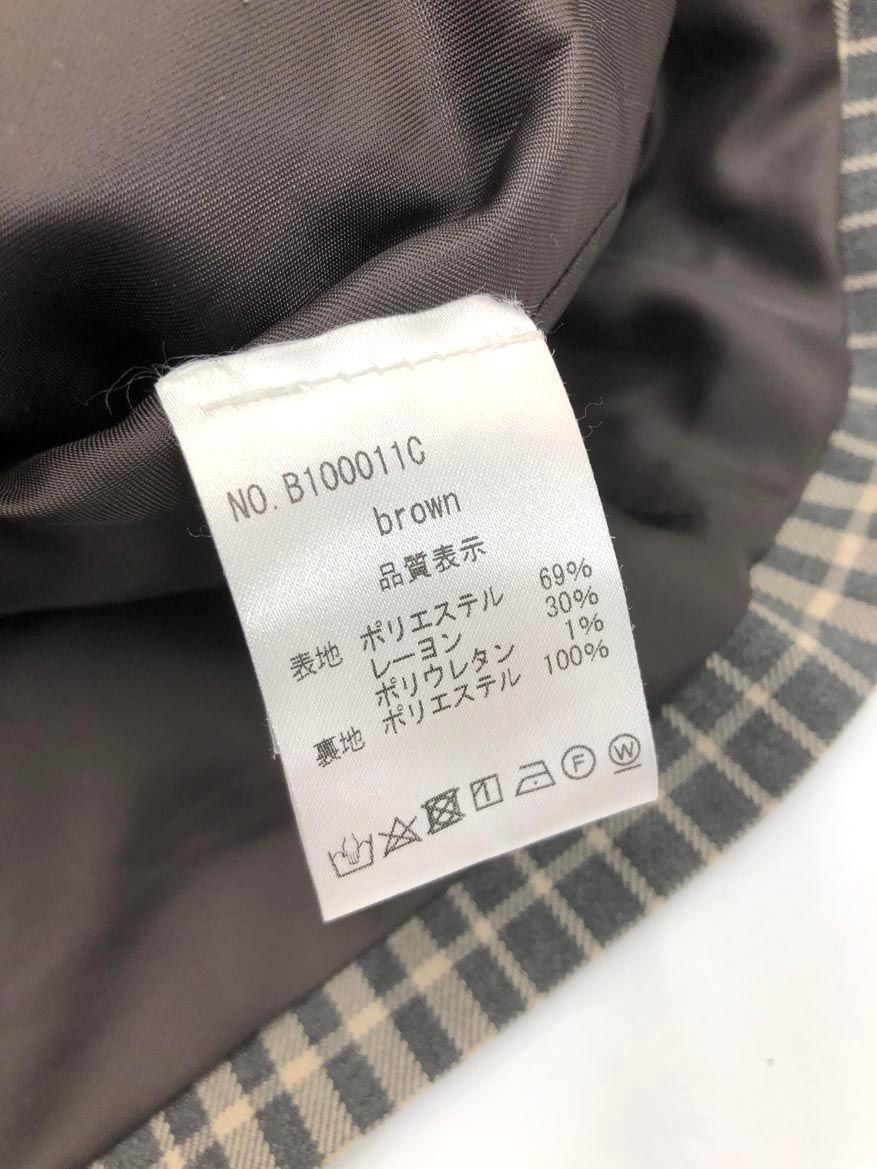 NO. B100011C
brown
品質表示
表地 ポリエステル 69%
レーヨン 30%
ポリウレタン 1%
裏地 ポリエステル 100%
F W